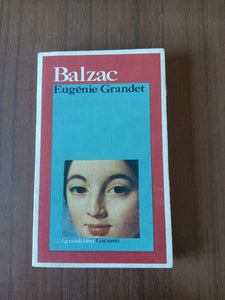 Balzac
Eugénie Grandet
i grandi libri Garzanti